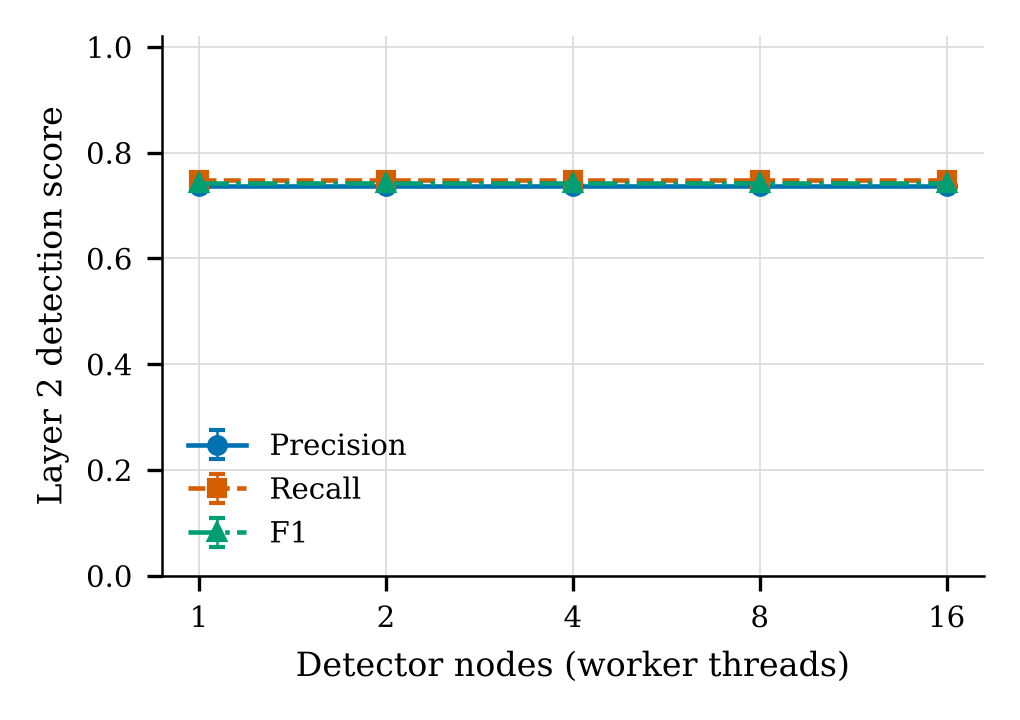 Layer 2 detection score
1.0
0.8
0.6
0.4
0.2
0.0
Precision
Recall
F1
1 2 4 8 16
Detector nodes (worker threads)